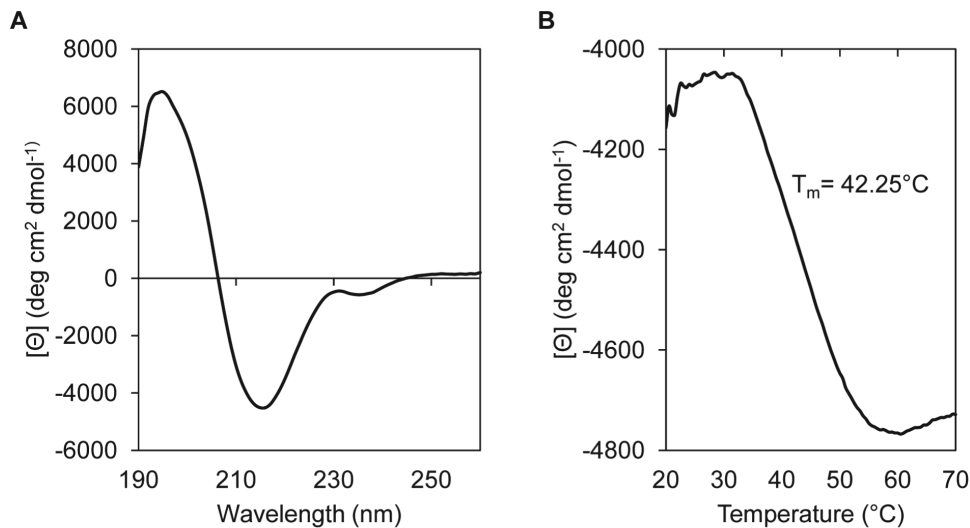 A
8000
6000
4000
2000
0
-2000
-4000
-6000
[Θ] (deg cm² dmol⁻¹)
190 210 230 250
Wavelength (nm)
B
-4000
-4200
-4400
-4600
-4800
[Θ] (deg cm² dmol⁻¹)
Tₘ= 42.25°C
20 30 40 50 60 70
Temperature (°C)